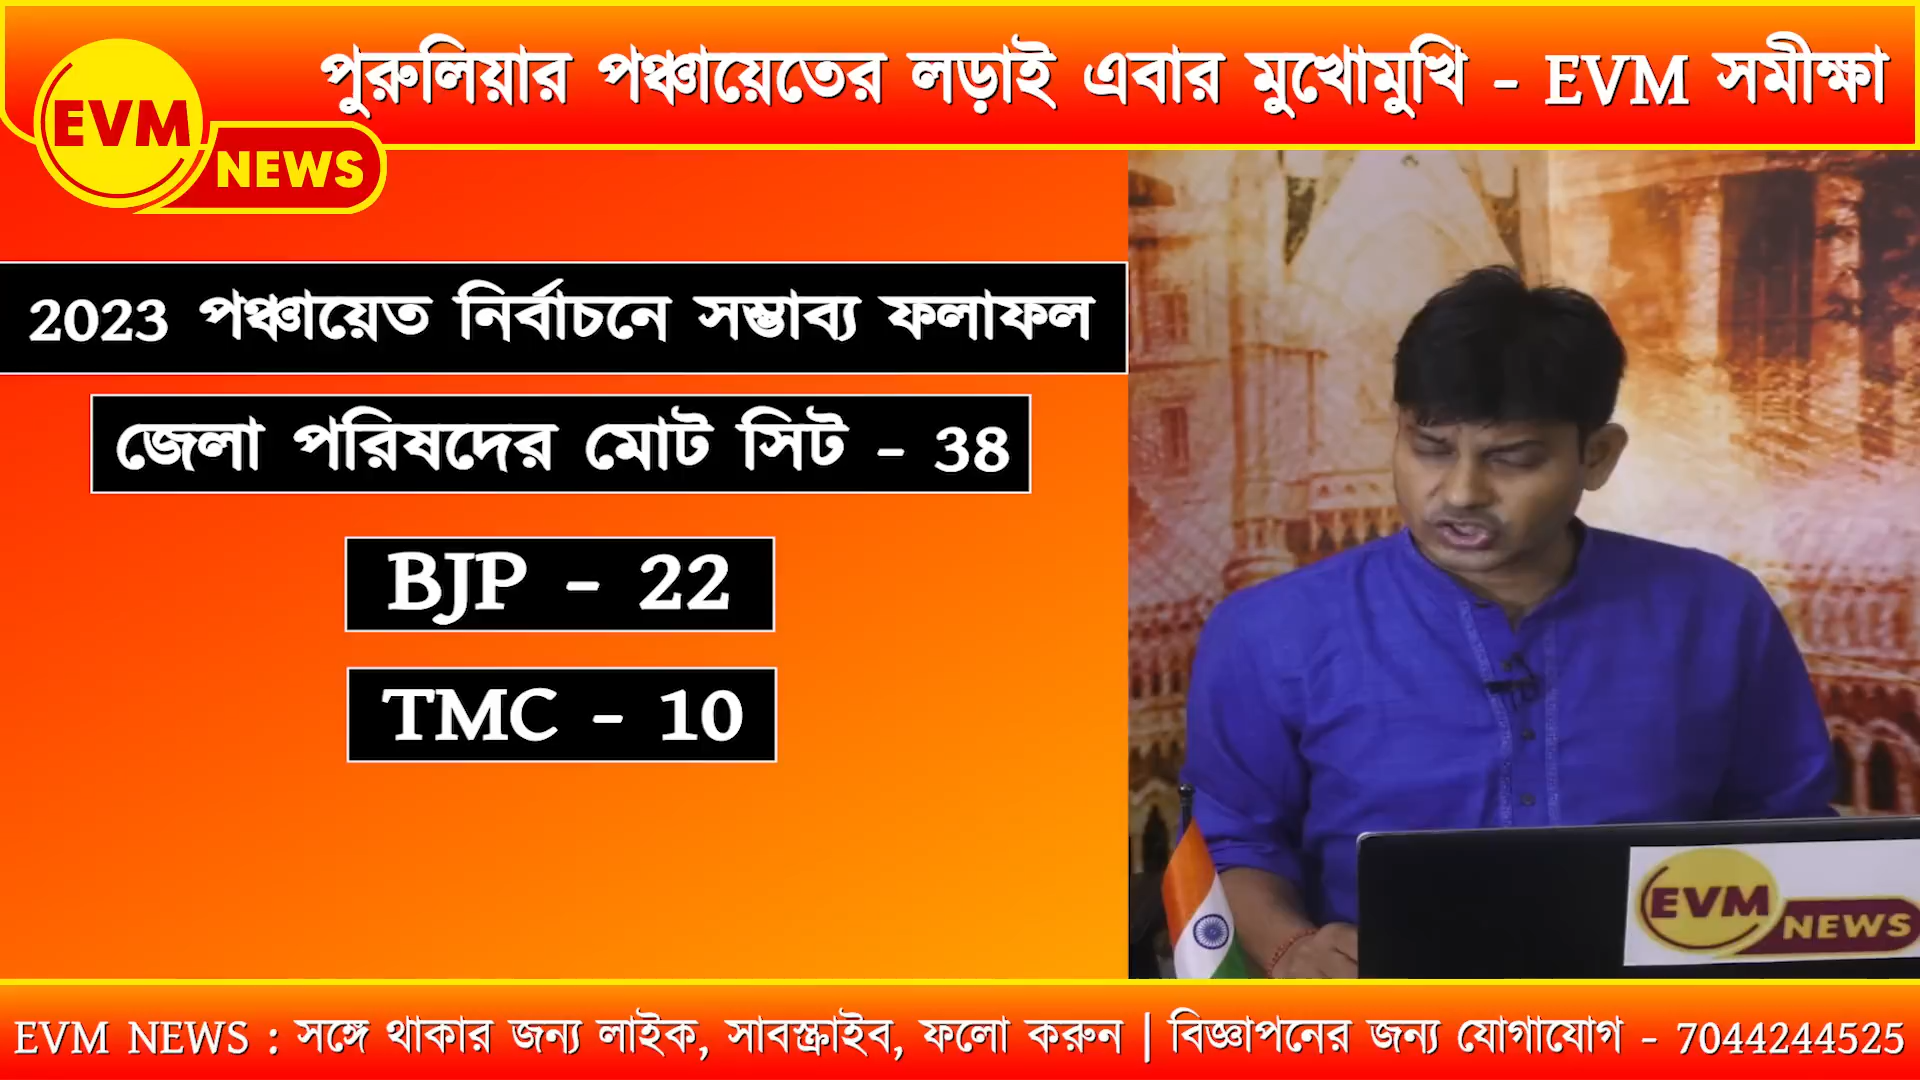 পুরুলিয়ার পঞ্চায়েতের লড়াই এবার মুখোমুখি - EVM সমীক্ষা
EVM
NEWS
2023 পঞ্চায়েত নির্বাচনে সম্ভাব্য ফলাফল
জেলা পরিষদের মোট সিট - 38
BJP - 22
TMC - 10
EVM
NEWS
EVM NEWS : সঙ্গে থাকার জন্য লাইক, সাবস্ক্রাইব, ফলো করুন | বিজ্ঞাপনের জন্য যোগাযোগ - 7044244525